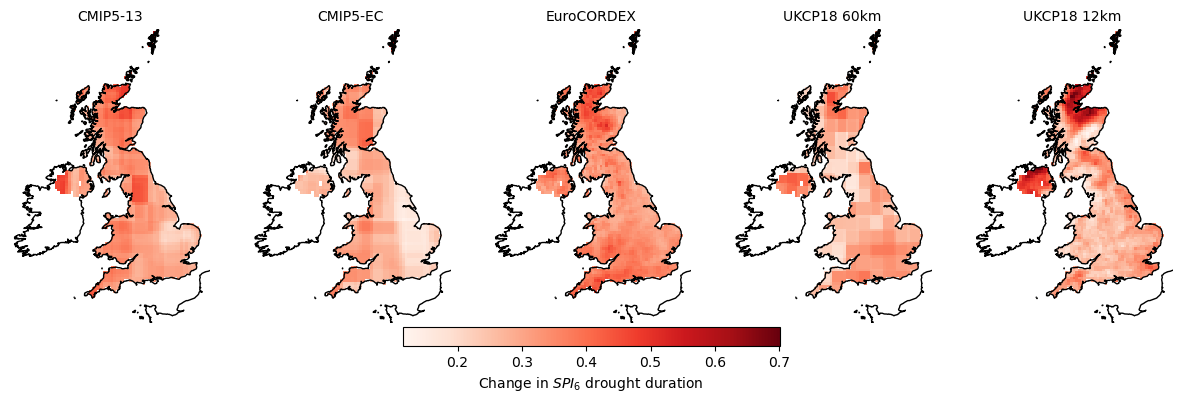 CMIP5-13 CMIP5-EC EuroCORDEX UKCP18 60km UKCP18 12km
0.2 0.3 0.4 0.5 0.6 0.7
Change in SPI₆ drought duration